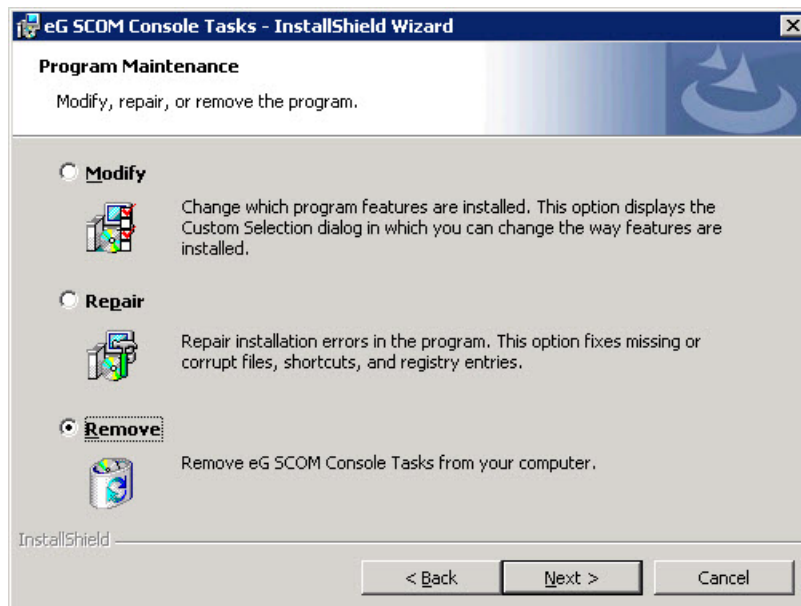 eG SCOM Console Tasks - InstallShield Wizard
Program Maintenance
Modify, repair, or remove the program.
Modify
Change which program features are installed. This option displays the
Custom Selection dialog in which you can change the way features are
installed.
Repair
Repair installation errors in the program. This option fixes missing or
corrupt files, shortcuts, and registry entries.
Remove
Remove eG SCOM Console Tasks from your computer.
InstallShield
< Back
Next >
Cancel